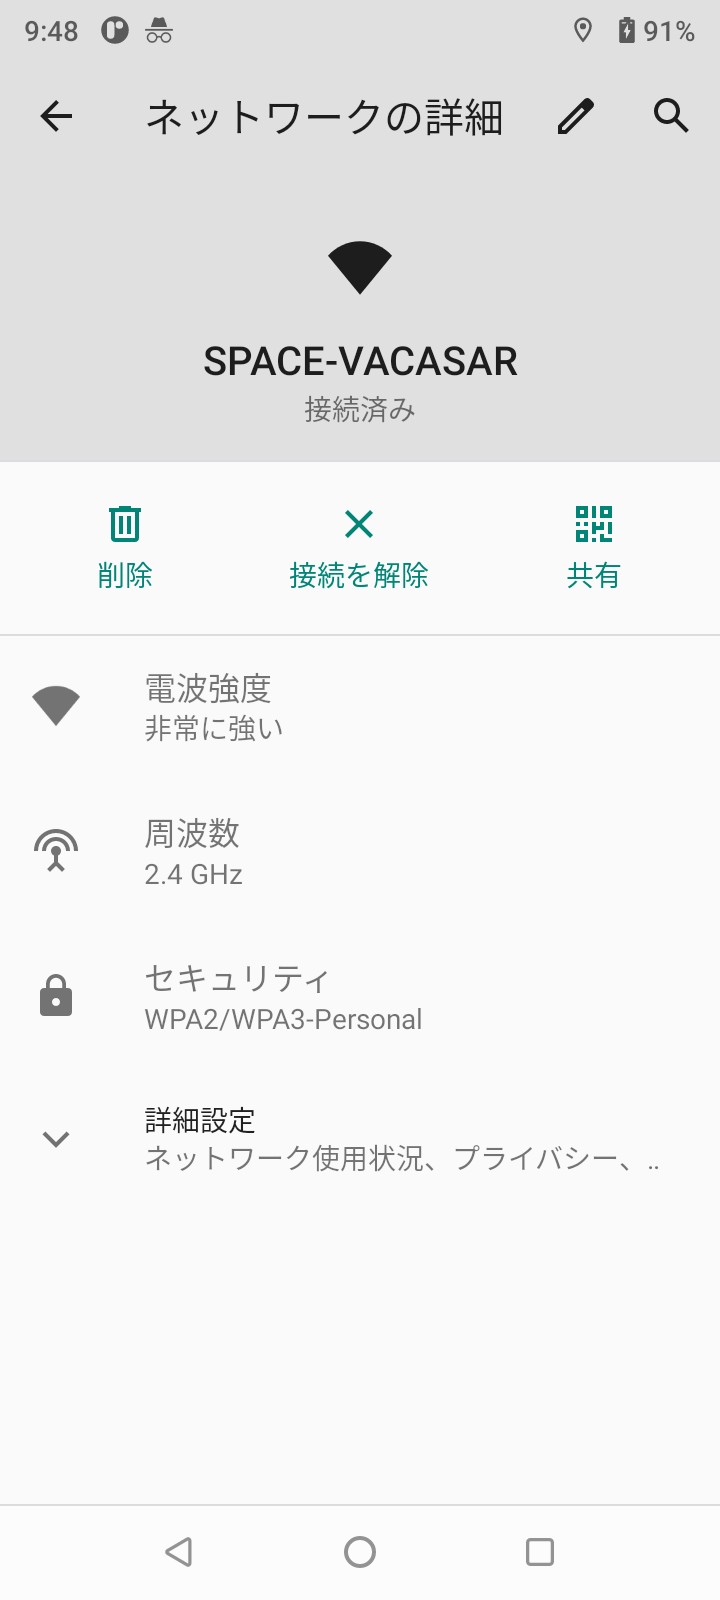 9:48
91%
ネットワークの詳細
SPACE-VACASAR
接続済み
削除
接続を解除
共有
電波強度
非常に強い
周波数
2.4 GHz
セキュリティ
WPA2/WPA3-Personal
詳細設定
ネットワーク使用状況、プライバシー、..